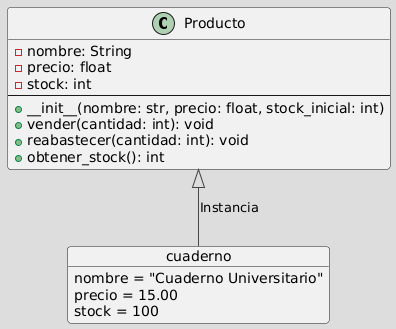 C Producto
nombre: String
precio: float
stock: int
__init__(nombre: str, precio: float, stock_inicial: int)
vender(cantidad: int): void
reabastecer(cantidad: int): void
obtener_stock(): int
Instancia
cuaderno
nombre = "Cuaderno Universitario"
precio = 15.00
stock = 100